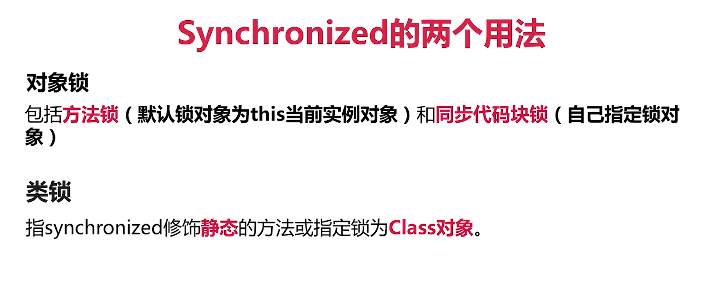 Synchronized的两个用法
对象锁
包括方法锁（默认锁对象为this当前实例对象）和同步代码块锁（自己指定锁对
象）
类锁
指synchronized修饰静态的方法或指定锁为Class对象。